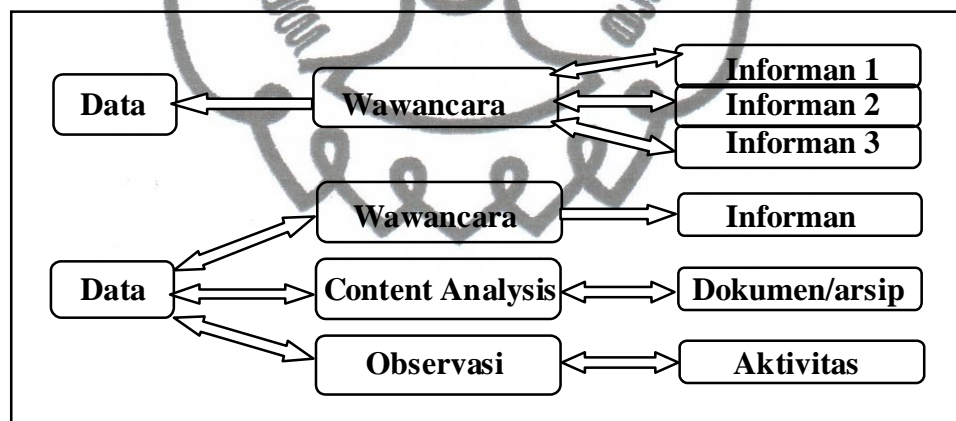 Data
Wawancara
Informan 1
Informan 2
Informan 3
Wawancara
Informan
Data
Content Analysis
Dokumen/arsip
Observasi
Aktivitas